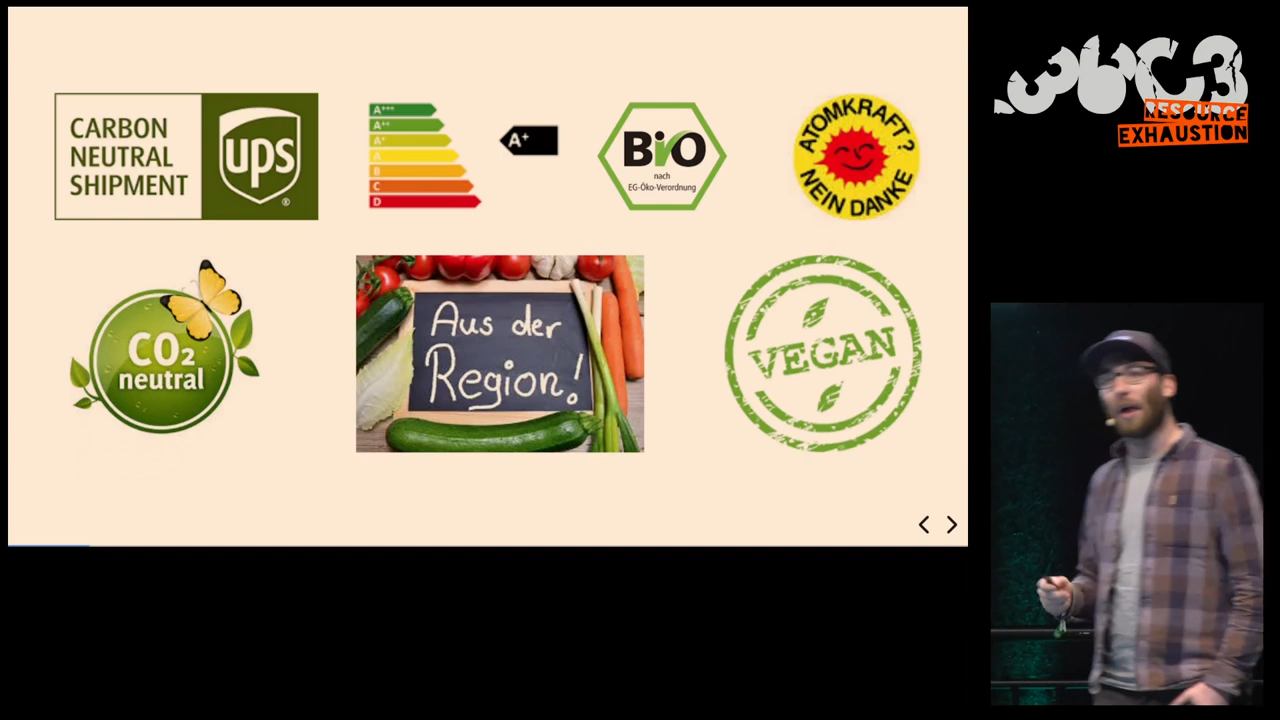 CARBON
NEUTRAL
SHIPMENT
ups
®
A+++
A++
A+
A
B
C
D
A+
BiO
nach
EG-Öko-Verordnung
ATOMKRAFT?
NEIN DANKE
CO2
neutral
Aus der
Region!
VEGAN
36C3
RESOURCE
EXHAUSTION